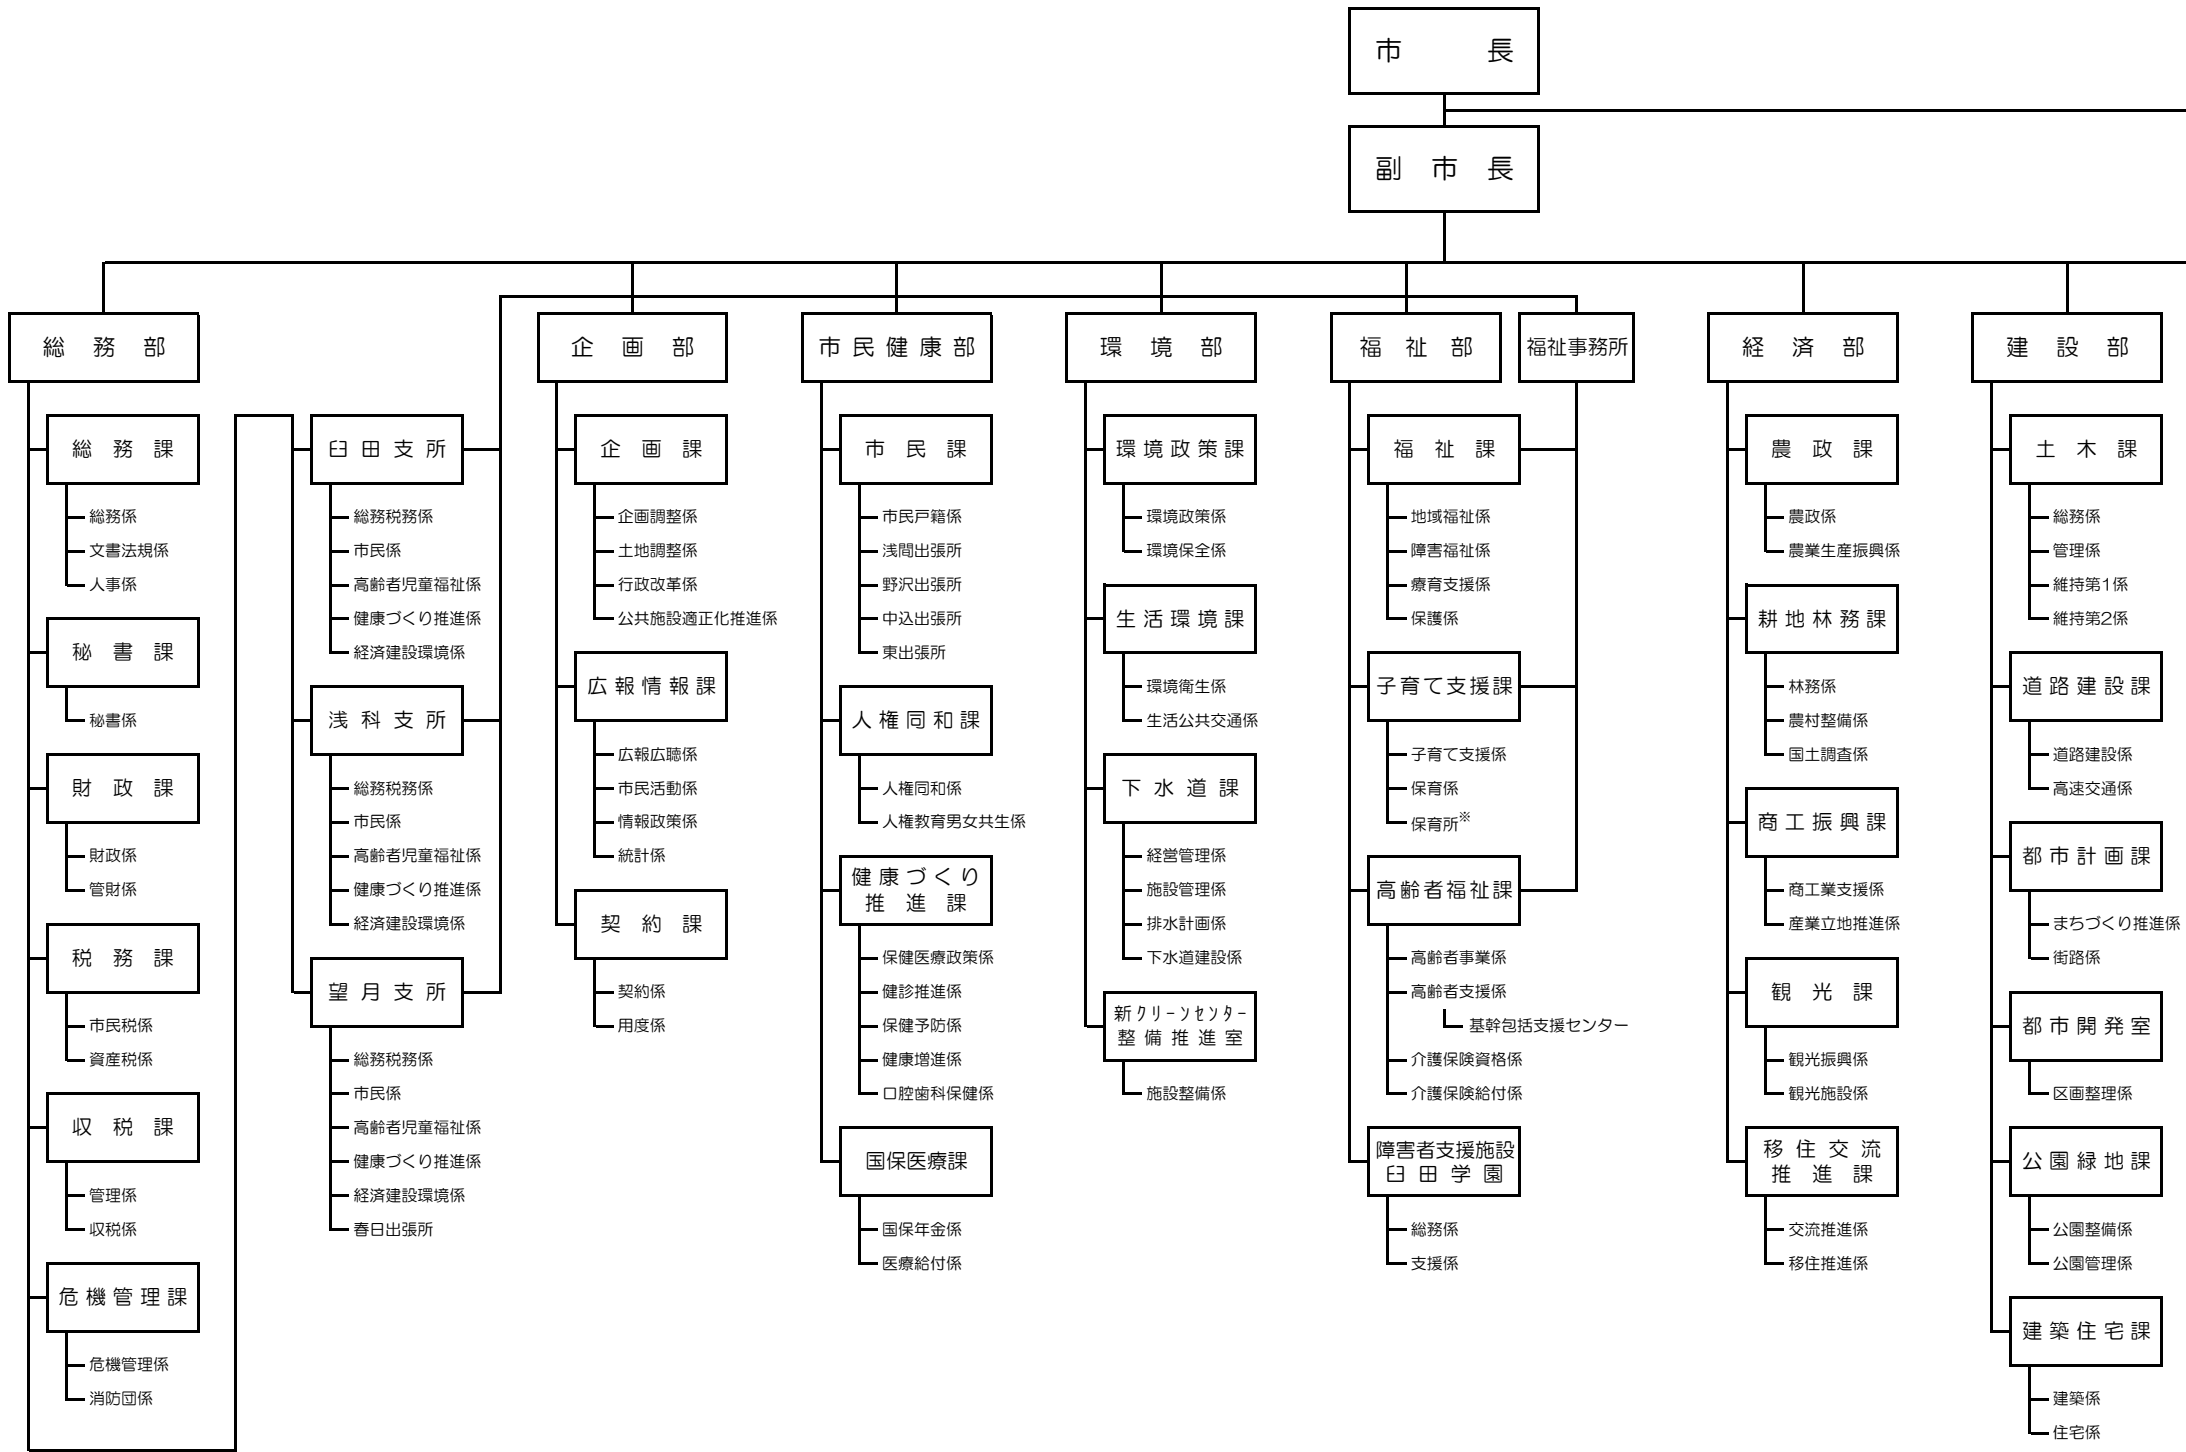 市長
副市長
総務部
総務課
総務係
文書法規係
人事係
秘書課
秘書係
財政課
財政係
管財係
税務課
市民税係
資産税係
収税課
管理係
収税係
危機管理課
危機管理係
消防団係
臼田支所
総務税務係
市民係
高齢者児童福祉係
健康づくり推進係
経済建設環境係
浅科支所
総務税務係
市民係
高齢者児童福祉係
健康づくり推進係
経済建設環境係
望月支所
総務税務係
市民係
高齢者児童福祉係
健康づくり推進係
経済建設環境係
春日出張所
企画部
企画課
企画調整係
土地調整係
行政改革係
公共施設適正化推進係
広報情報課
広報広聴係
市民活動係
情報政策係
統計係
契約課
契約係
用度係
市民健康部
市民課
市民戸籍係
浅間出張所
野沢出張所
中込出張所
東出張所
人権同和課
人権同和係
人権教育男女共生係
健康づくり
推進課
保健医療政策係
健診推進係
保健予防係
健康増進係
口腔歯科保健係
国保医療課
国保年金係
医療給付係
環境部
環境政策課
環境政策係
環境保全係
生活環境課
環境衛生係
生活公共交通係
下水道課
経営管理係
施設管理係
排水計画係
下水道建設係
新クリーンセンター
整備推進室
施設整備係
福祉部
福祉事務所
福祉課
地域福祉係
障害福祉係
療育支援係
保護係
子育て支援課
子育て支援係
保育係
保育所※
高齢者福祉課
高齢者事業係
高齢者支援係
基幹包括支援センター
介護保険資格係
介護保険給付係
障害者支援施設
臼田学園
総務係
支援係
経済部
農政課
農政係
農業生産振興係
耕地林務課
林務係
農村整備係
国土調査係
商工振興課
商工業支援係
産業立地推進係
観光課
観光振興係
観光施設係
移住交流
推進課
交流推進係
移住推進係
建設部
土木課
総務係
管理係
維持第1係
維持第2係
道路建設課
道路建設係
高速交通係
都市計画課
まちづくり推進係
街路係
都市開発室
区画整理係
公園緑地課
公園整備係
公園管理係
建築住宅課
建築係
住宅係